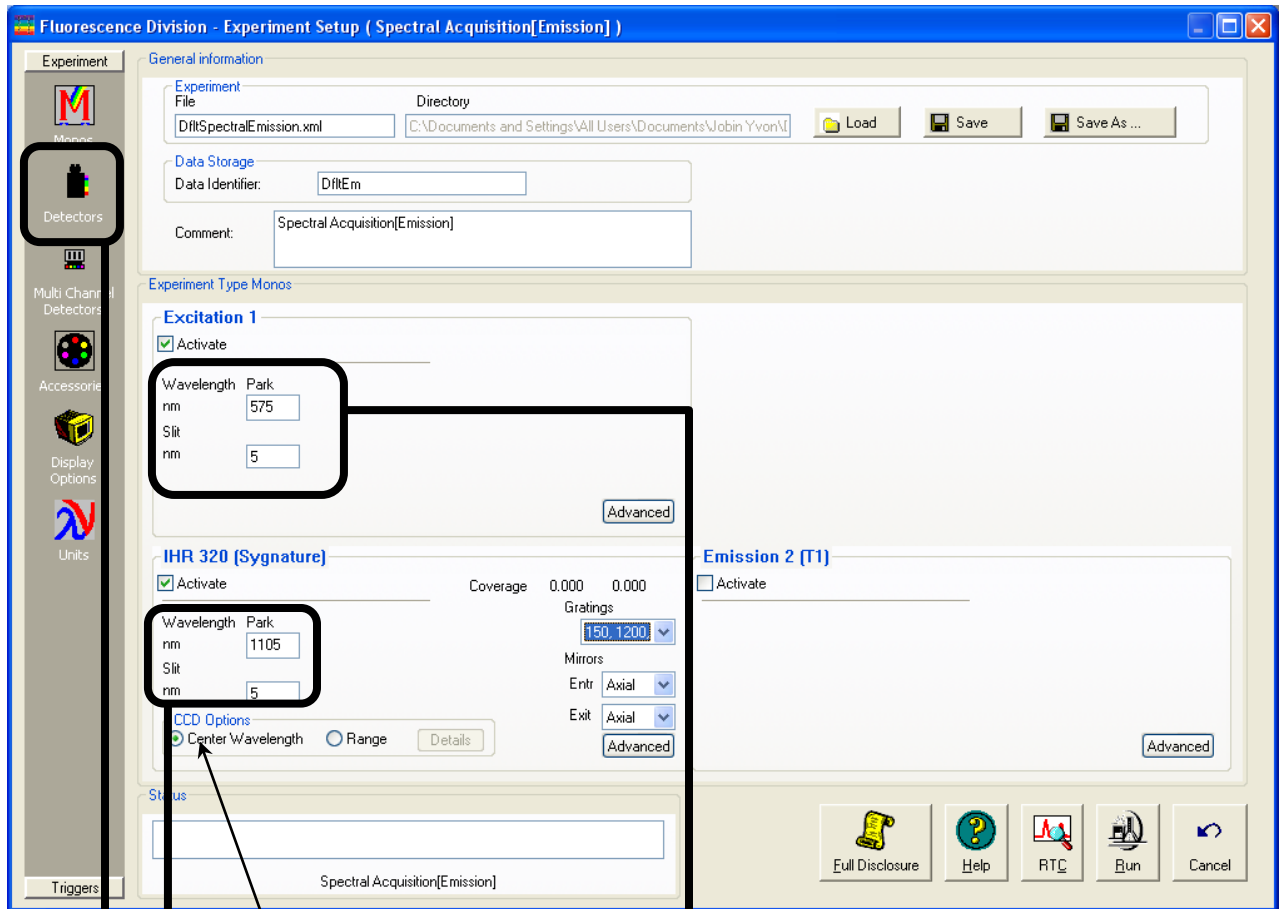 Fluorescence Division - Experiment Setup ( Spectral Acquisition[Emission] )
Experiment
Monos
Detectors
Multi Channel
Detectors
Accessories
Display
Options
Units
Triggers
General information
Experiment
File
Directory
DfltSpectralEmission.xml
C:\Documents and Settings\All Users\Documents\Jobin Yvon\
Load
Save
Save As ...
Data Storage
Data Identifier:
DfltEm
Comment:
Spectral Acquisition[Emission]
Experiment Type Monos
Excitation 1
Activate
Wavelength Park
nm 575
Slit
nm 5
Advanced
IHR 320 (Sygnature)
Activate
Coverage 0.000 0.000
Gratings
150, 1200,
Wavelength Park
nm 1105
Slit
nm 5
Mirrors
Entr Axial
Exit Axial
CCD Options
Center Wavelength
Range
Details
Advanced
Emission 2 (T1)
Activate
Advanced
Status
Spectral Acquisition[Emission]
Full Disclosure
Help
RTC
Run
Cancel